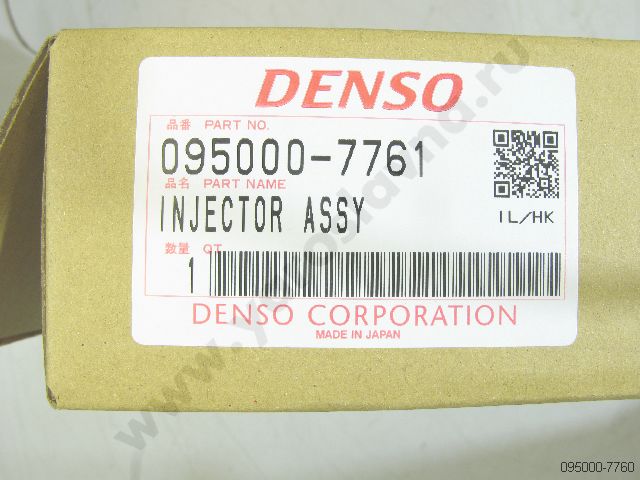 DENSO
品番 PART NO.
095000-7761
品名 PART NAME
INJECTOR ASSY
1L/HK
数量 QT
1
DENSO CORPORATION
MADE IN JAPAN
095000-7760